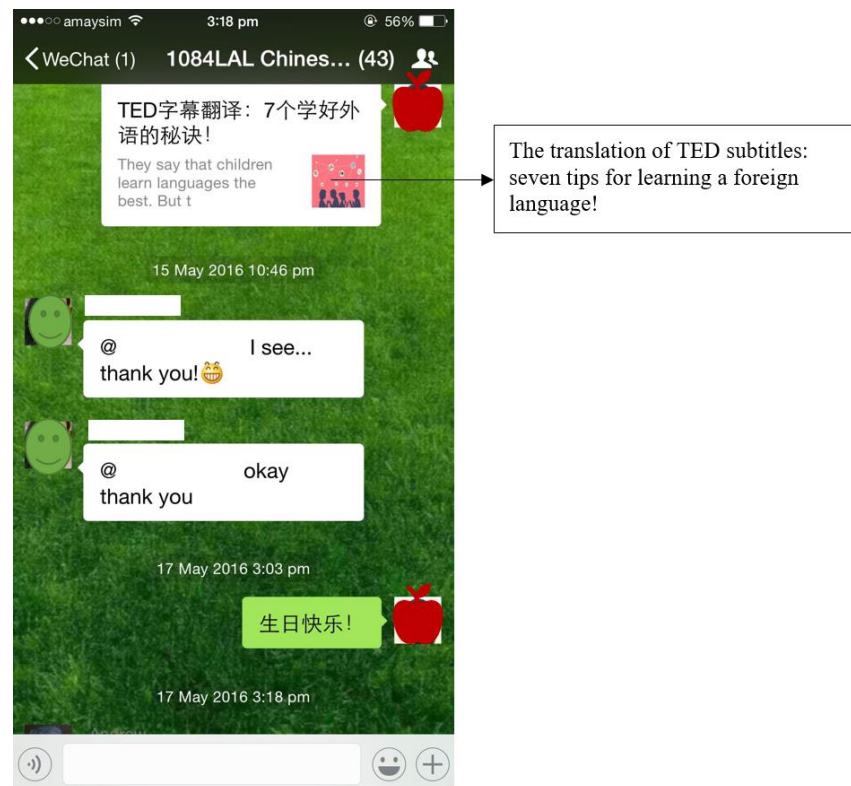 amaysim 3:18 pm 56%
WeChat (1) 1084LAL Chines... (43)
TED字幕翻译：7个学好外
语的秘诀！
They say that children
learn languages the
best. But t
The translation of TED subtitles:
seven tips for learning a foreign
language!
15 May 2016 10:46 pm
@ I see...
thank you!😁
@ okay
thank you
17 May 2016 3:03 pm
生日快乐！
17 May 2016 3:18 pm